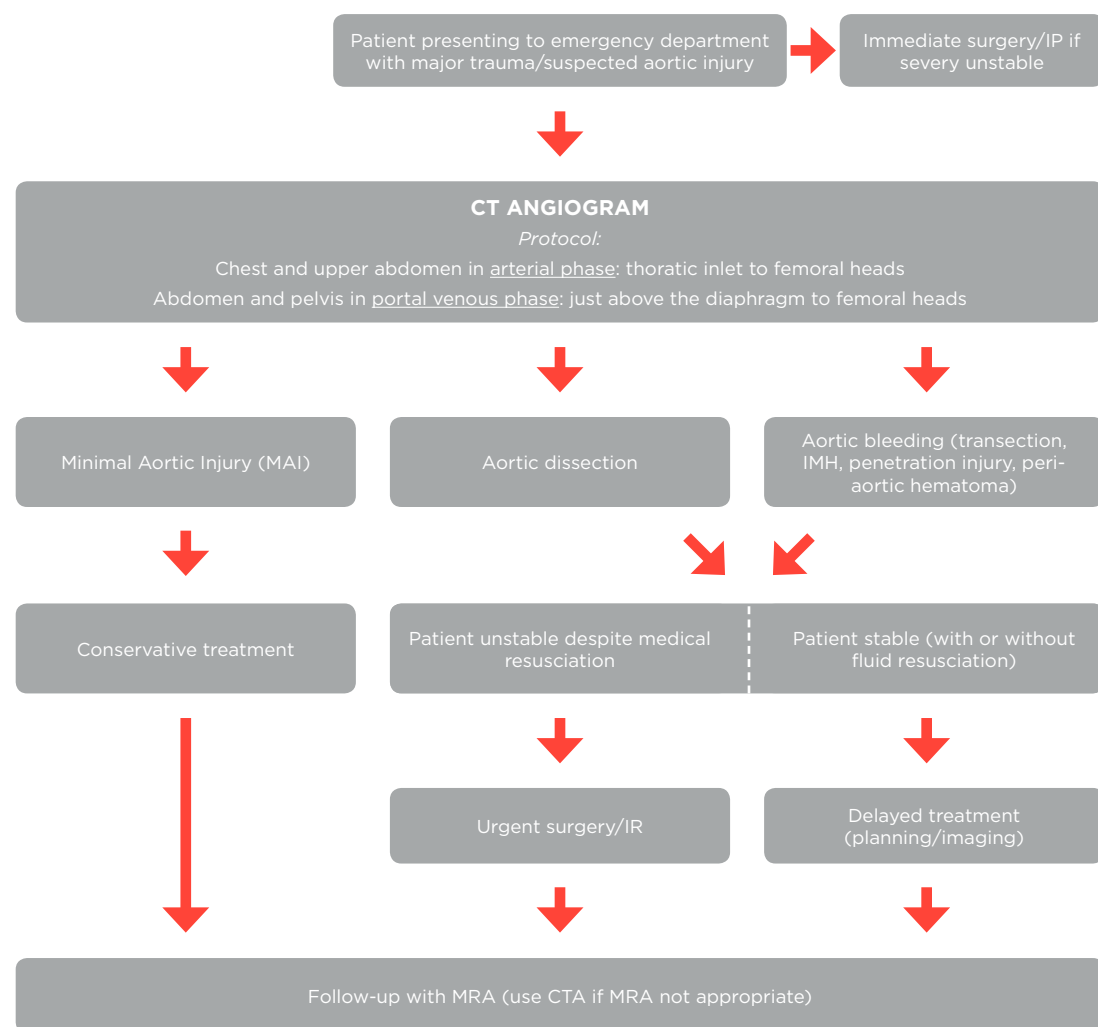 Patient presenting to emergency department
with major trauma/suspected aortic injury
Immediate surgery/IP if
severy unstable
CT ANGIOGRAM
Protocol:
Chest and upper abdomen in arterial phase: thoratic inlet to femoral heads
Abdomen and pelvis in portal venous phase: just above the diaphragm to femoral heads
Minimal Aortic Injury (MAI)
Aortic dissection
Aortic bleeding (transection,
IMH, penetration injury, peri-
aortic hematoma)
Conservative treatment
Patient unstable despite medical
resusciation
Patient stable (with or without
fluid resusciation)
Urgent surgery/IR
Delayed treatment
(planning/imaging)
Follow-up with MRA (use CTA if MRA not appropriate)